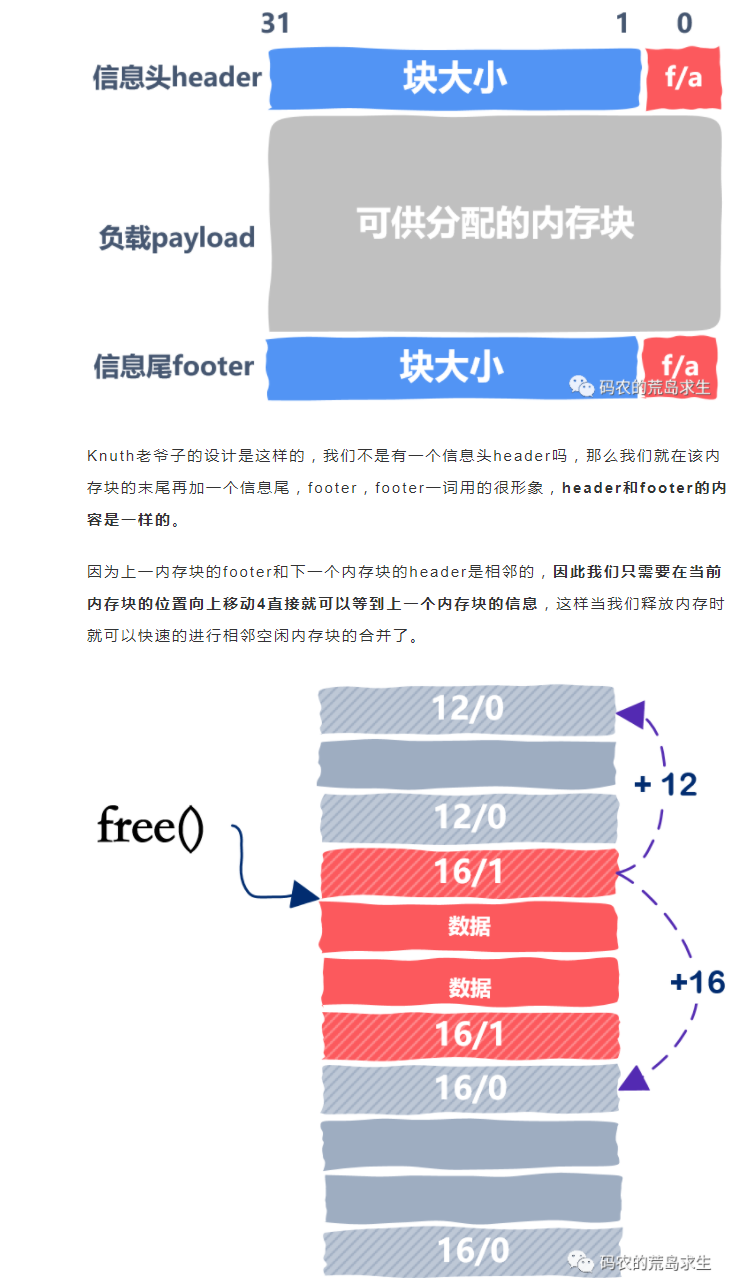 31 1 0
信息头header 块大小 f/a
负载payload 可供分配的内存块
信息尾footer 块大小 f/a
码农的荒岛求生
Knuth老爷子的设计是这样的，我们不是有一个信息头header吗，那么我们就在该内
存块的末尾再加一个信息尾，footer，footer一词用的很形象，header和footer的内
容是一样的。
因为上一内存块的footer和下一个内存块的header是相邻的，因此我们只需要在当前
内存块的位置向上移动4直接就可以等到上一个内存块的信息，这样当我们释放内存时
就可以快速的进行相邻空闲内存块的合并了。
12/0
+ 12
12/0
free()
16/1
数据
+16
数据
16/1
16/0
16/0
码农的荒岛求生